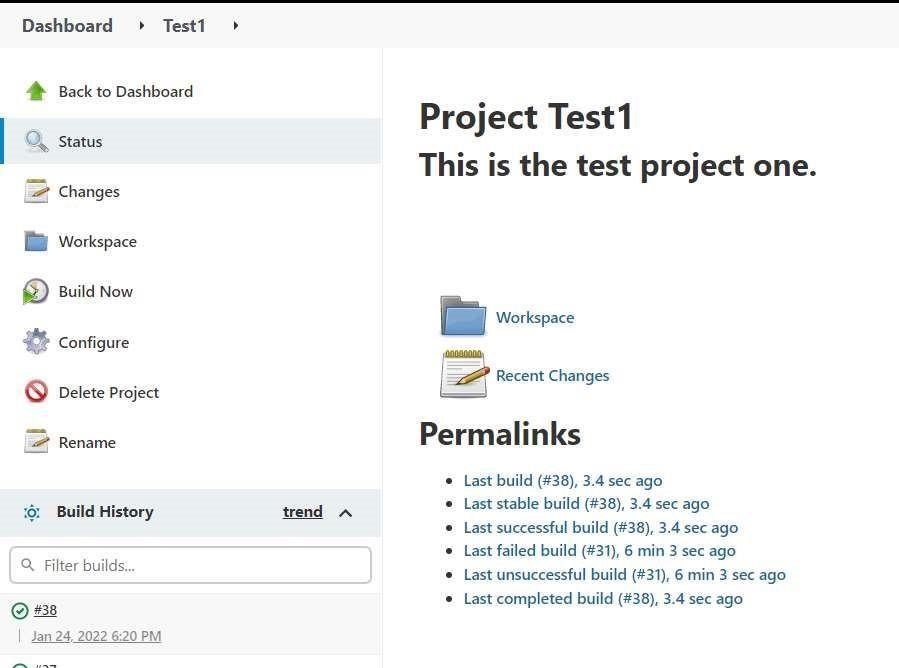 Dashboard Test1
Back to Dashboard
Status
Changes
Workspace
Build Now
Configure
Delete Project
Rename
Build History trend
Filter builds...
#38
Jan 24, 2022 6:20 PM
#37
Project Test1
This is the test project one.
Workspace
Recent Changes
Permalinks
Last build (#38), 3.4 sec ago
Last stable build (#38), 3.4 sec ago
Last successful build (#38), 3.4 sec ago
Last failed build (#31), 6 min 3 sec ago
Last unsuccessful build (#31), 6 min 3 sec ago
Last completed build (#38), 3.4 sec ago